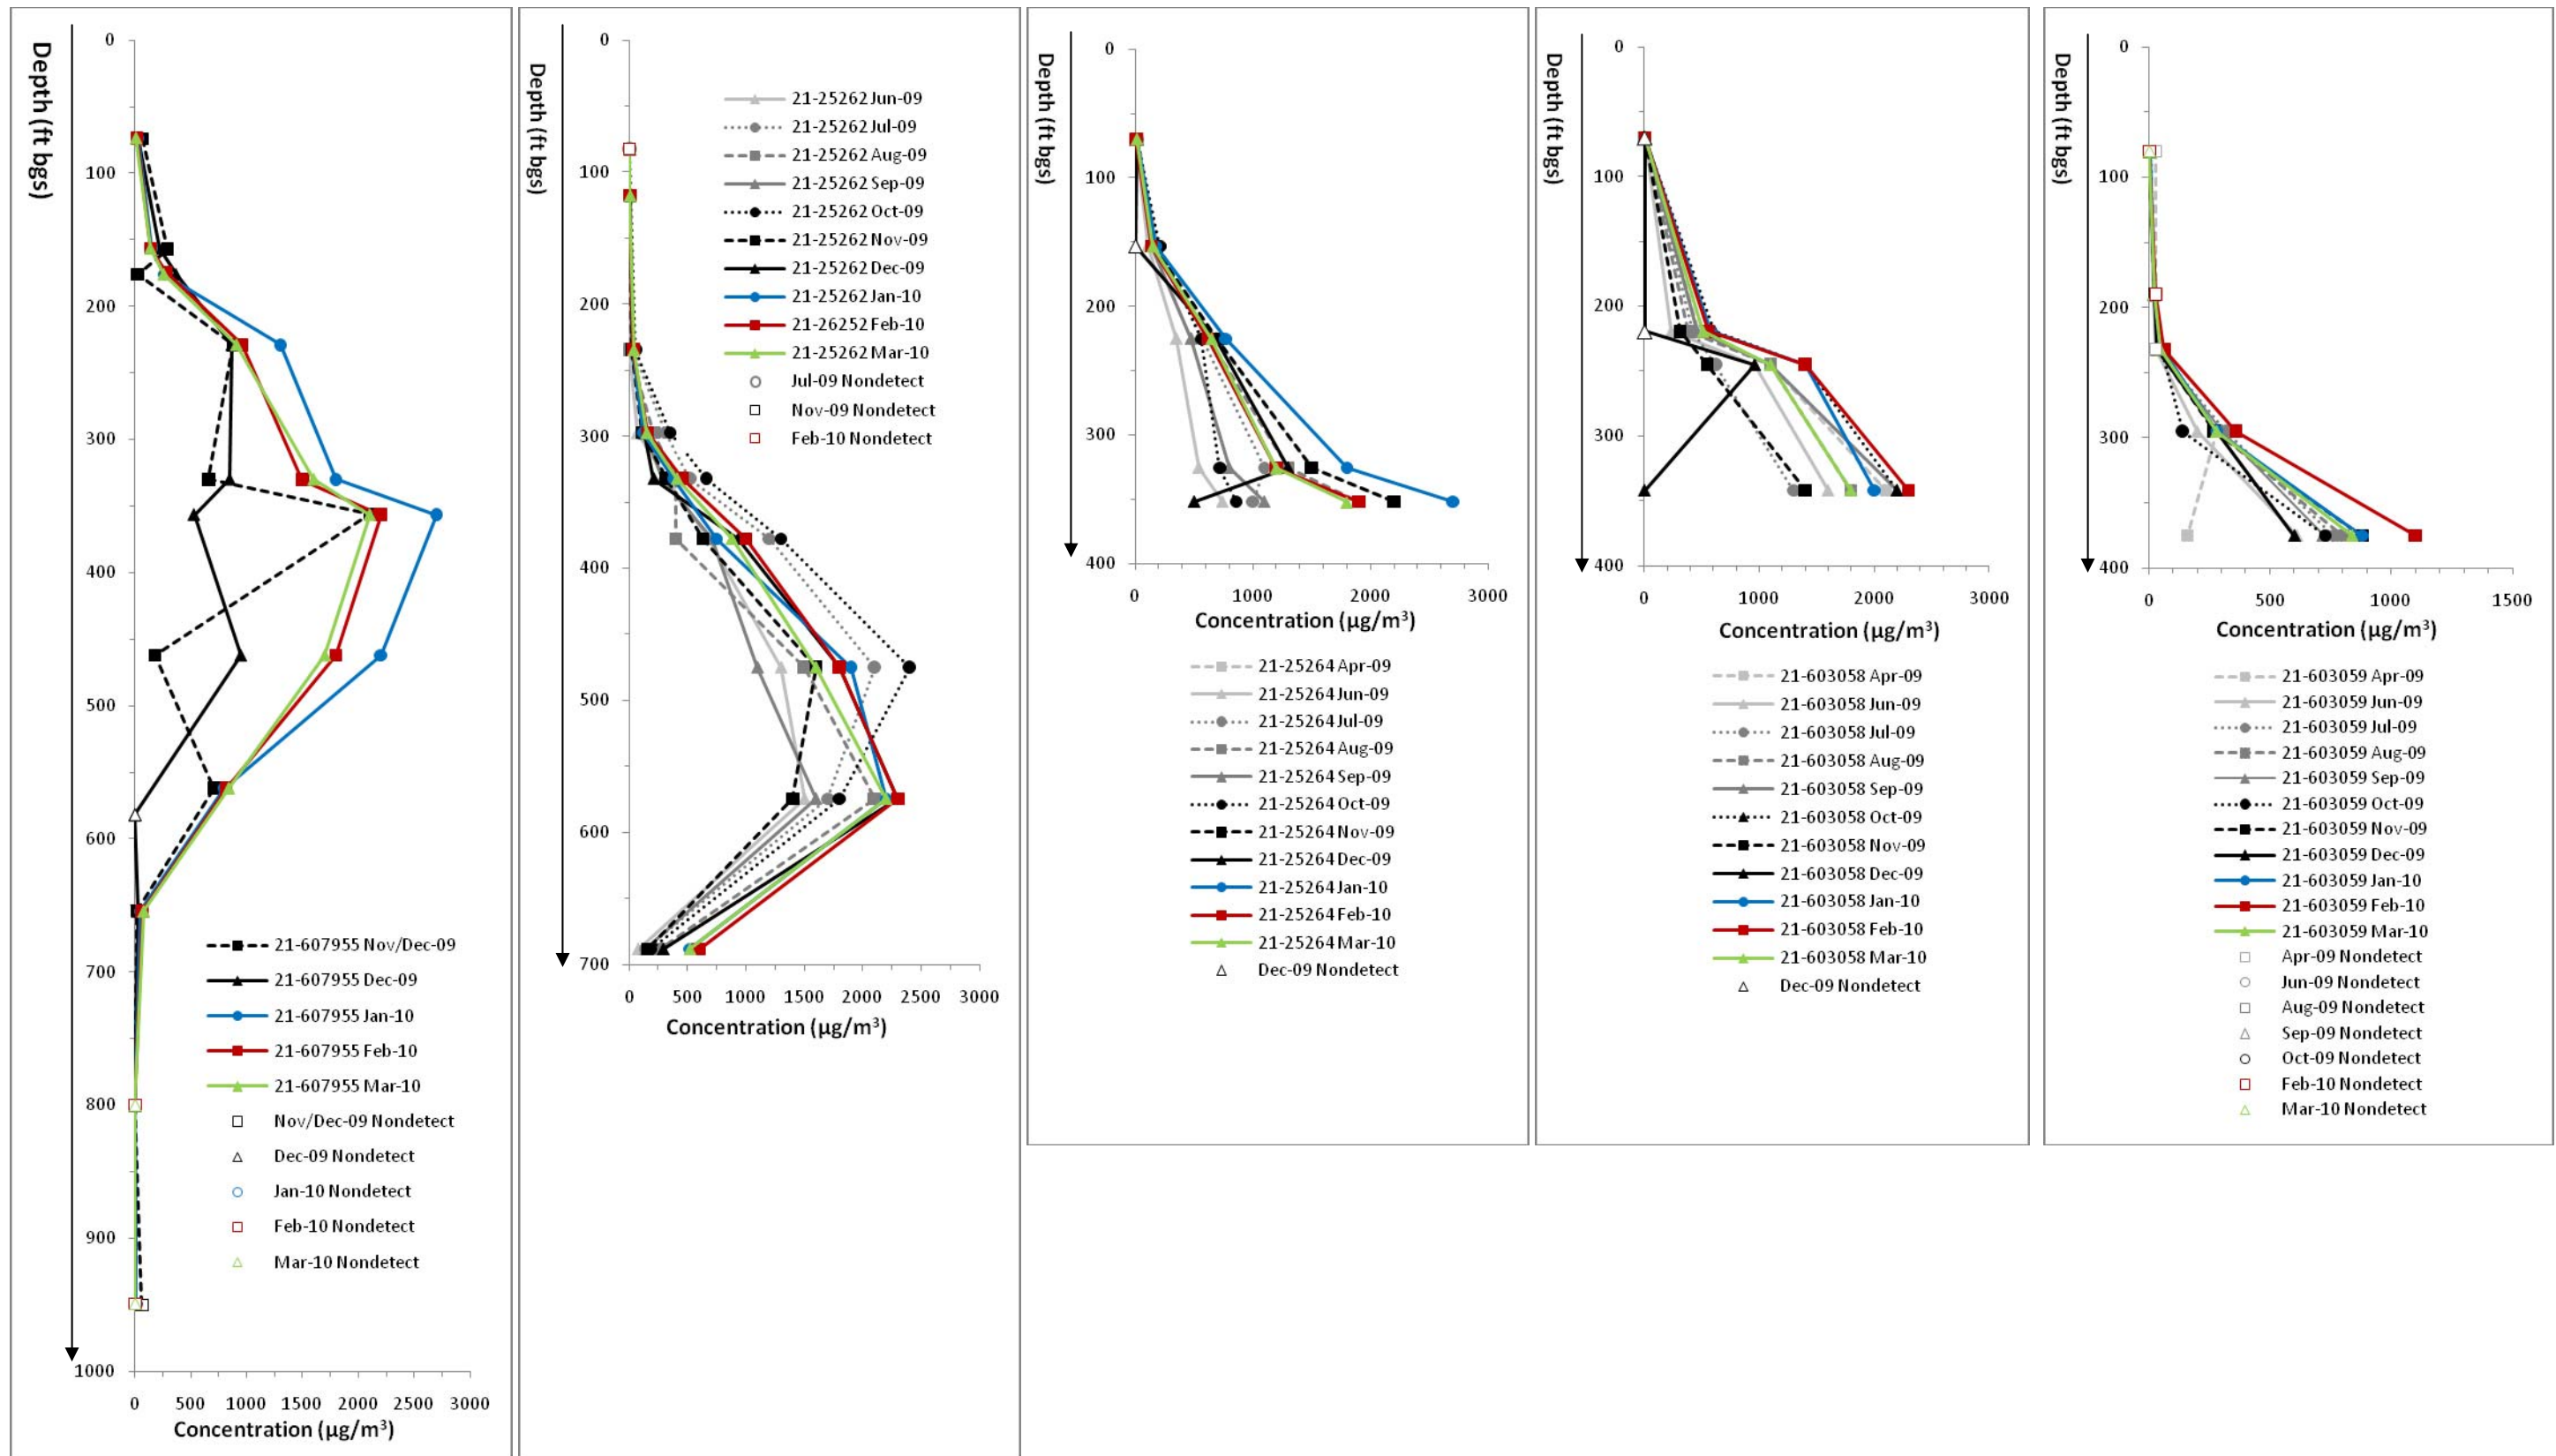 Depth (ft bgs)
0
100
200
300
400
500
600
700
800
900
1000
0 500 1000 1500 2000 2500 3000
Concentration (µg/m³)
21-607955 Nov/Dec-09
21-607955 Dec-09
21-607955 Jan-10
21-607955 Feb-10
21-607955 Mar-10
Nov/Dec-09 Nondetect
Dec-09 Nondetect
Jan-10 Nondetect
Feb-10 Nondetect
Mar-10 Nondetect
Depth (ft bgs)
0
100
200
300
400
500
600
700
0 500 1000 1500 2000 2500 3000
Concentration (µg/m³)
21-25262 Jun-09
21-25262 Jul-09
21-25262 Aug-09
21-25262 Sep-09
21-25262 Oct-09
21-25262 Nov-09
21-25262 Dec-09
21-25262 Jan-10
21-26252 Feb-10
21-25262 Mar-10
Jul-09 Nondetect
Nov-09 Nondetect
Feb-10 Nondetect
Depth (ft bgs)
0
100
200
300
400
0 1000 2000 3000
Concentration (µg/m³)
21-25264 Apr-09
21-25264 Jun-09
21-25264 Jul-09
21-25264 Aug-09
21-25264 Sep-09
21-25264 Oct-09
21-25264 Nov-09
21-25264 Dec-09
21-25264 Jan-10
21-25264 Feb-10
21-25264 Mar-10
Dec-09 Nondetect
Depth (ft bgs)
0
100
200
300
400
0 1000 2000 3000
Concentration (µg/m³)
21-603058 Apr-09
21-603058 Jun-09
21-603058 Jul-09
21-603058 Aug-09
21-603058 Sep-09
21-603058 Oct-09
21-603058 Nov-09
21-603058 Dec-09
21-603058 Jan-10
21-603058 Feb-10
21-603058 Mar-10
Dec-09 Nondetect
Depth (ft bgs)
0
100
200
300
400
0 500 1000 1500
Concentration (µg/m³)
21-603059 Apr-09
21-603059 Jun-09
21-603059 Jul-09
21-603059 Aug-09
21-603059 Sep-09
21-603059 Oct-09
21-603059 Nov-09
21-603059 Dec-09
21-603059 Jan-10
21-603059 Feb-10
21-603059 Mar-10
Apr-09 Nondetect
Jun-09 Nondetect
Aug-09 Nondetect
Sep-09 Nondetect
Oct-09 Nondetect
Feb-10 Nondetect
Mar-10 Nondetect